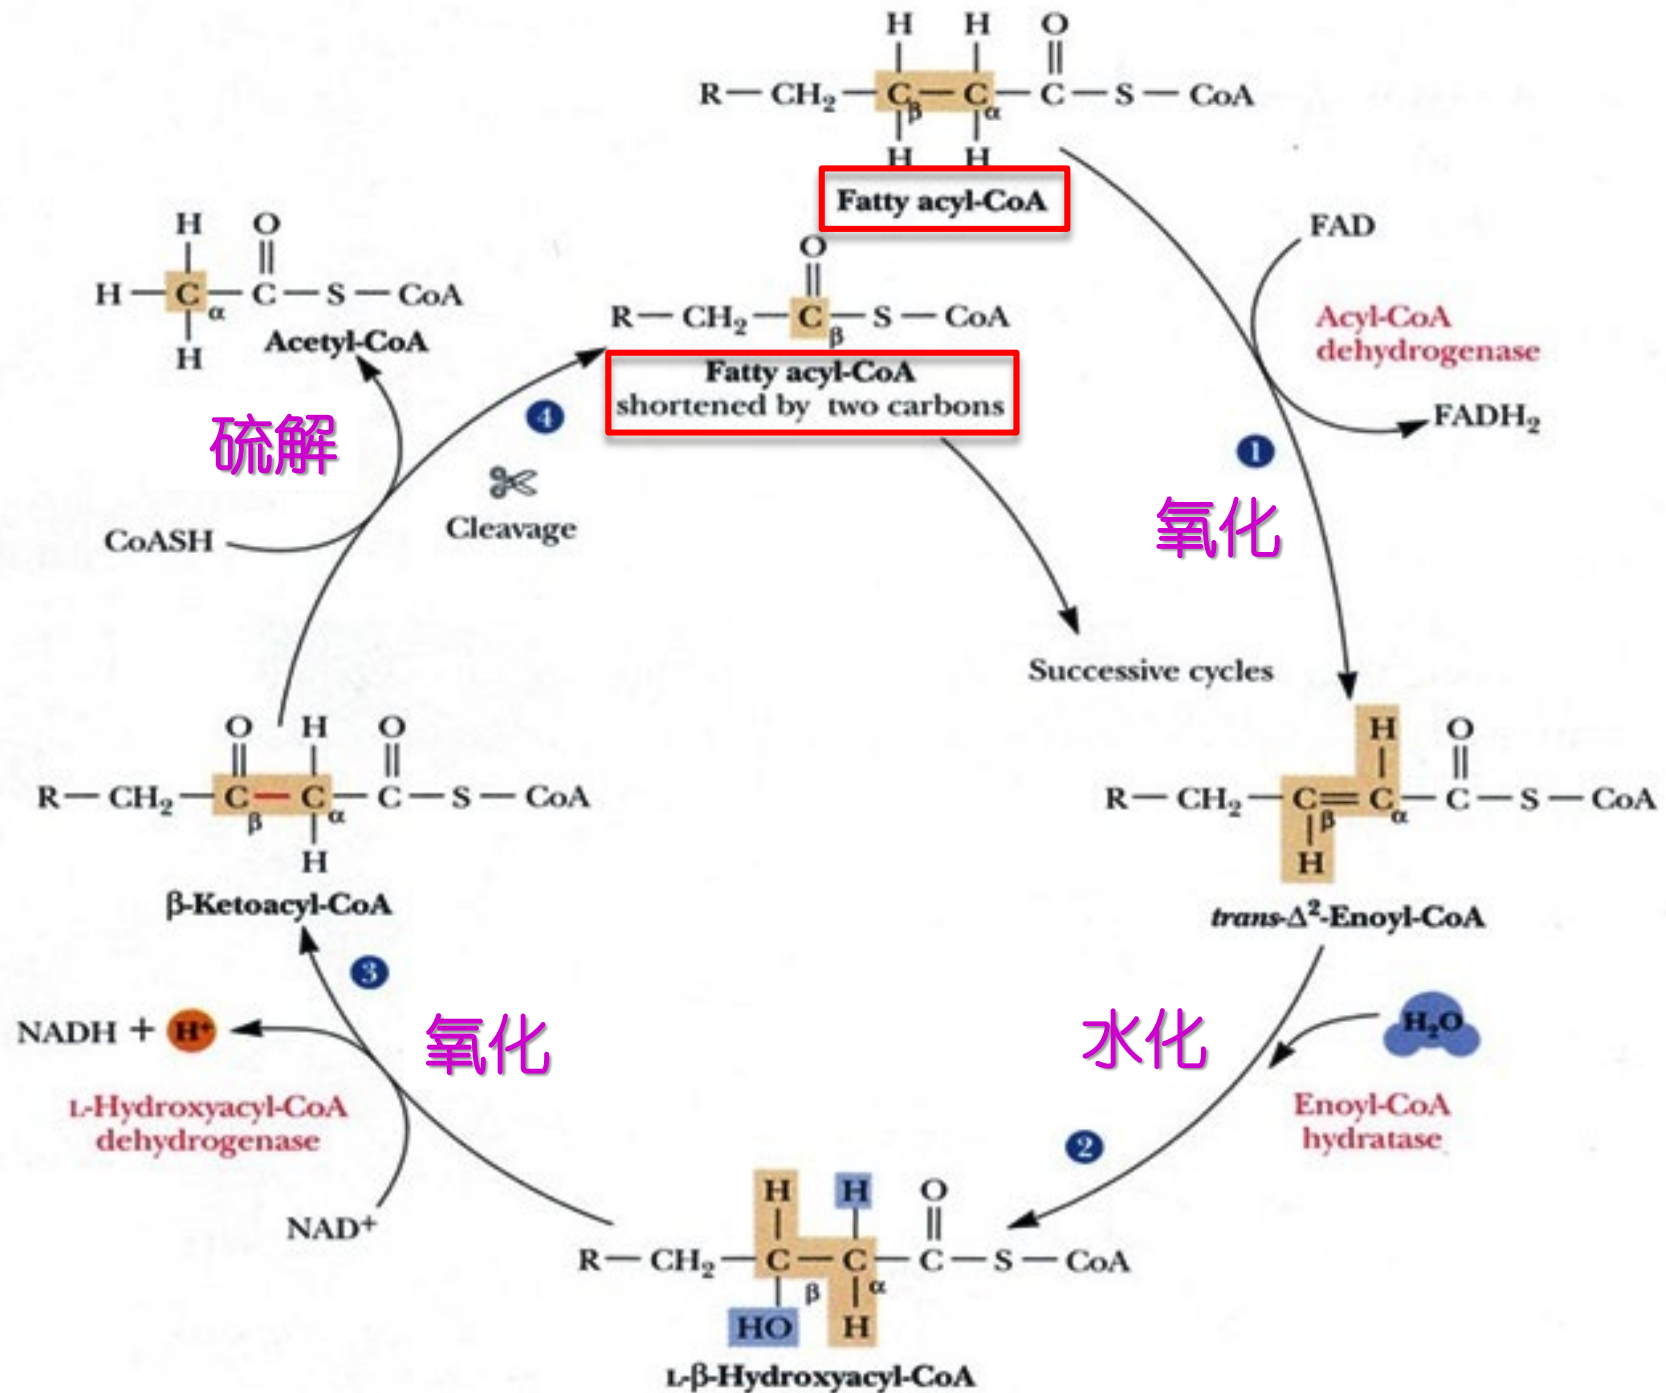 H H O
R—CH₂—C—C—C—S—CoA
β α
H H
Fatty acyl-CoA
FAD
Acyl-CoA
dehydrogenase
FADH₂
1
氧化
H O
H—C—C—S—CoA
α
H
Acetyl-CoA
O
R—CH₂—C—S—CoA
β
Fatty acyl-CoA
shortened by two carbons
4
硫解
Cleavage
CoASH
Successive cycles
H O
R—CH₂—C=C—C—S—CoA
β α
H
trans-Δ²-Enoyl-CoA
O H O
R—CH₂—C—C—C—S—CoA
β α
H
β-Ketoacyl-CoA
3
氧化
NADH + H⁺
L-Hydroxyacyl-CoA
dehydrogenase
NAD⁺
水化
H₂O
Enoyl-CoA
hydratase
2
H H O
R—CH₂—C—C—C—S—CoA
β α
HO H
L-β-Hydroxyacyl-CoA